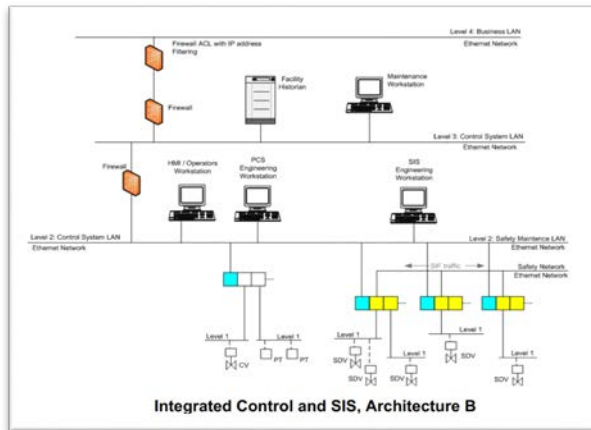 Level 4: Business LAN
Ethernet Network
Firewall ACL with IP address
Filtering
Firewall
Facility
Historian
Maintenance
Workstation
Level 3: Control System LAN
Ethernet Network
Firewall
HMI / Operators
Workstation
PCS
Engineering
Workstation
SIS
Engineering
Workstation
Level 2: Control System LAN
Ethernet Network
Level 2: Safety Maintence LAN
Ethernet Network
SIF traffic
Safety Network
Ethernet Network
Level 1
Level 1
Level 1
Level 1
Level 1
Level 1
CV
PT
PT
SDV
SDV
SDV
SDV
SDV
Integrated Control and SIS, Architecture B